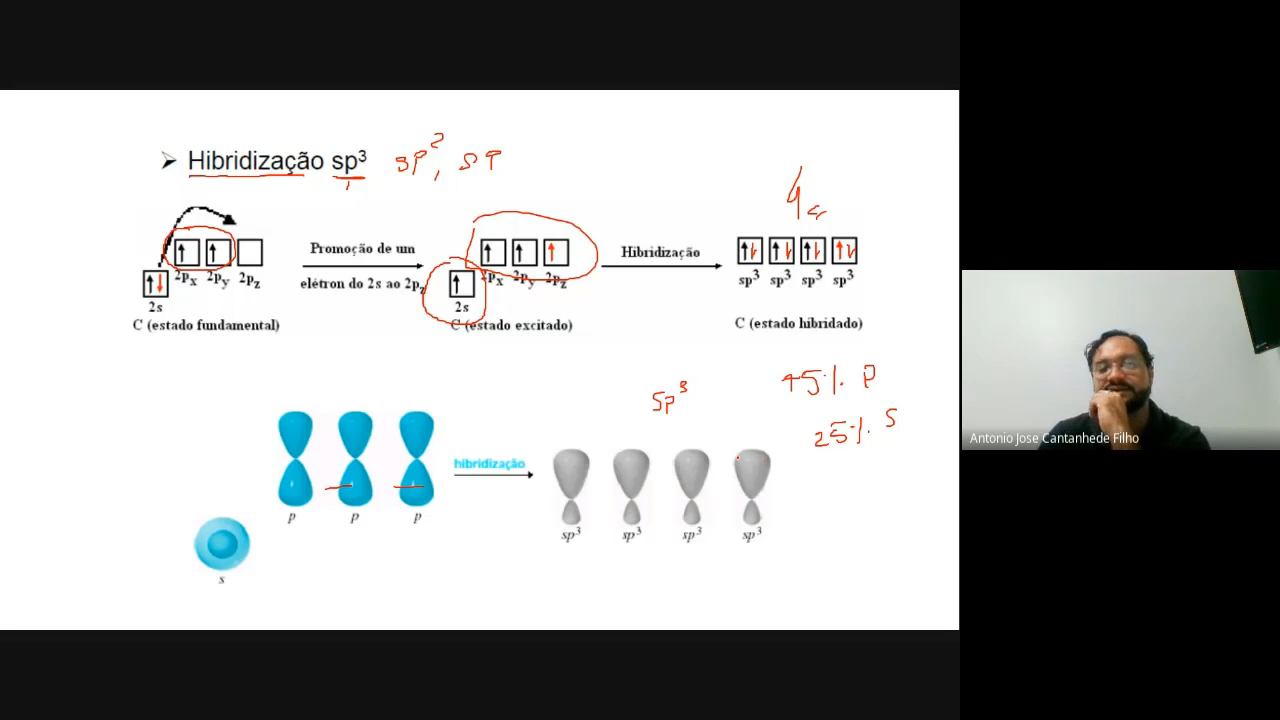 ➤ Hibridização sp³ sp², sp
2px 2py 2pz
2s
C (estado fundamental)
Promoção de um
elétron do 2s ao 2pz
2px 2py 2pz
2s
C (estado excitado)
Hibridização
4
sp³ sp³ sp³ sp³
C (estado hibridado)
sp³
75% p
25% s
p p p
s
hibridização
sp³ sp³ sp³ sp³
Antonio Jose Cantanhede Filho